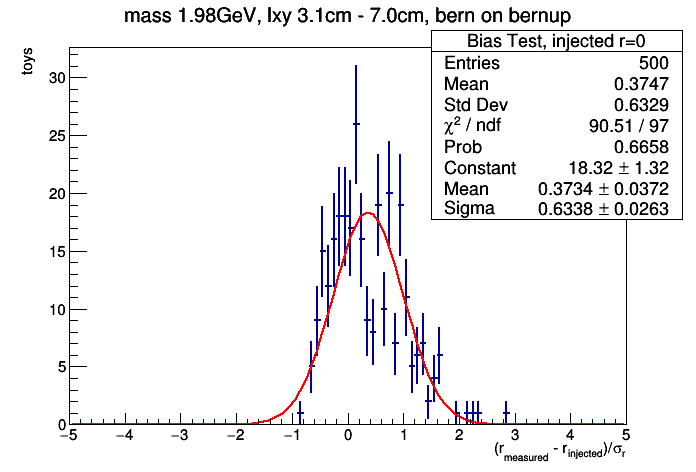 mass 1.98GeV, lxy 3.1cm - 7.0cm, bern on bernup
toys
Bias Test, injected r=0
Entries 500
Mean 0.3747
Std Dev 0.6329
χ² / ndf 90.51 / 97
Prob 0.6658
Constant 18.32 ± 1.32
Mean 0.3734 ± 0.0372
Sigma 0.6338 ± 0.0263
30
25
20
15
10
5
0
−5 −4 −3 −2 −1 0 1 2 3 4 5
(r_measured - r_injected)/σ_r